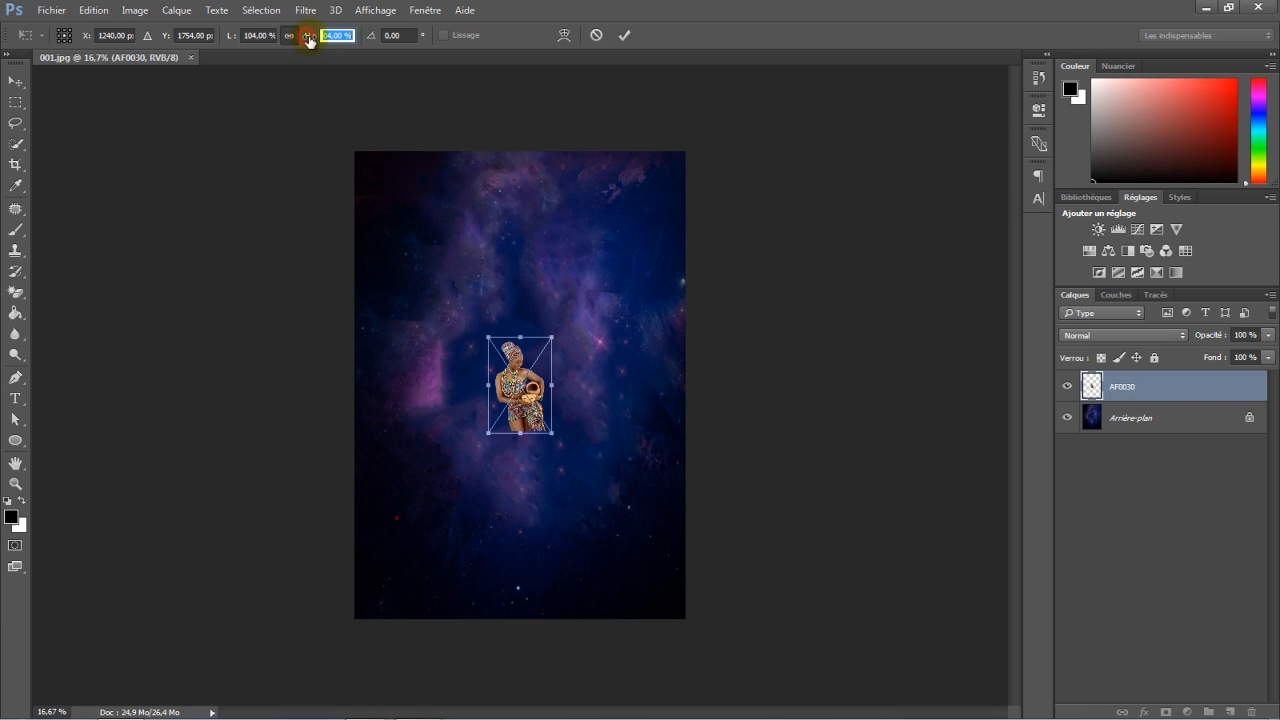 Ps Fichier Edition Image Calque Texte Sélection Filtre 3D Affichage Fenêtre Aide
X: 1240,00 p: Y: 1754,00 p: L : 104,00 % 04,00 % 0,00 ° Lissage Les indispensables
001.jpg @ 16,7% (AF0030, RVB/8) ×
Couleur Nuancier
Bibliothèques Réglages Styles
Ajouter un réglage
Calques Couches Tracés
Type
Normal Opacité : 100 %
Verrou : Fond : 100 %
AF0030
Arrière-plan
16,67 % Doc : 24,9 Mo/26,4 Mo